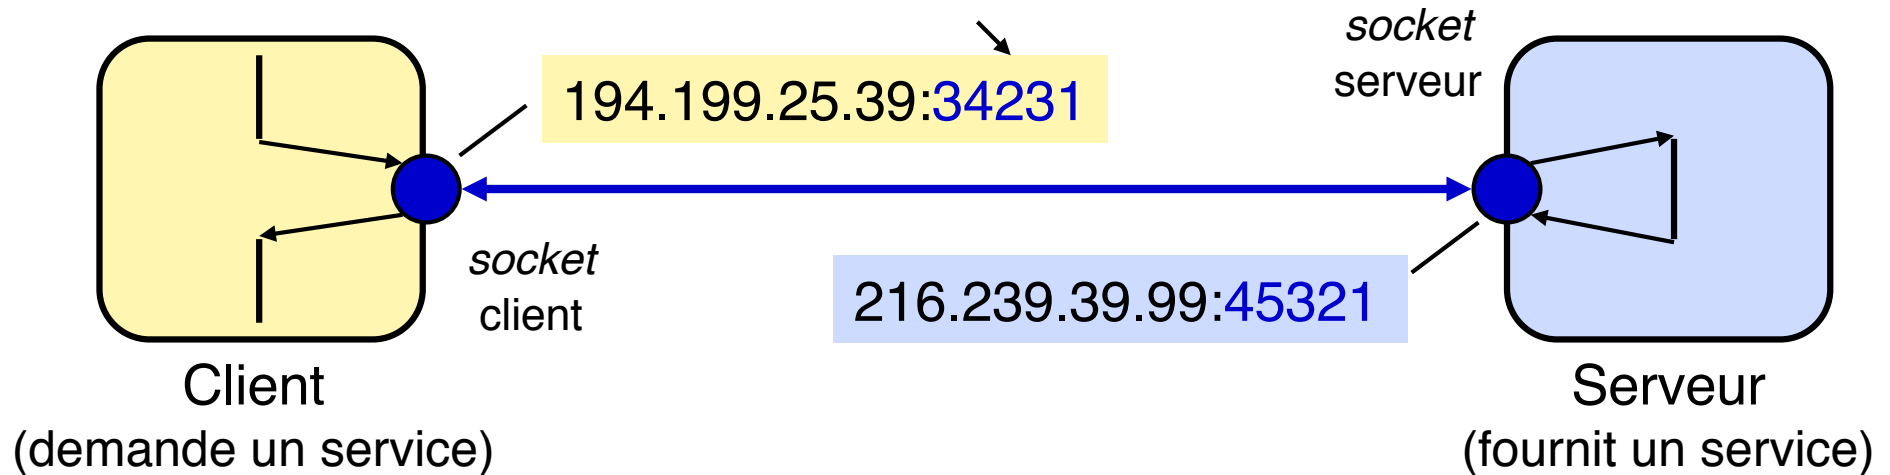 194.199.25.39:34231
socket
serveur
socket
client
216.239.39.99:45321
Client
(demande un service)
Serveur
(fournit un service)